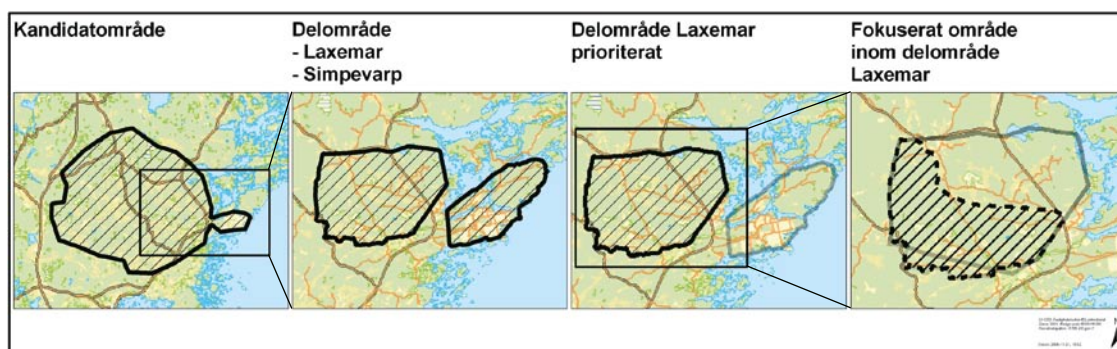 Kandidatområde
Delområde
- Laxemar
- Simpevarp
Delområde Laxemar
prioriterat
Fokuserat område
inom delområde
Laxemar